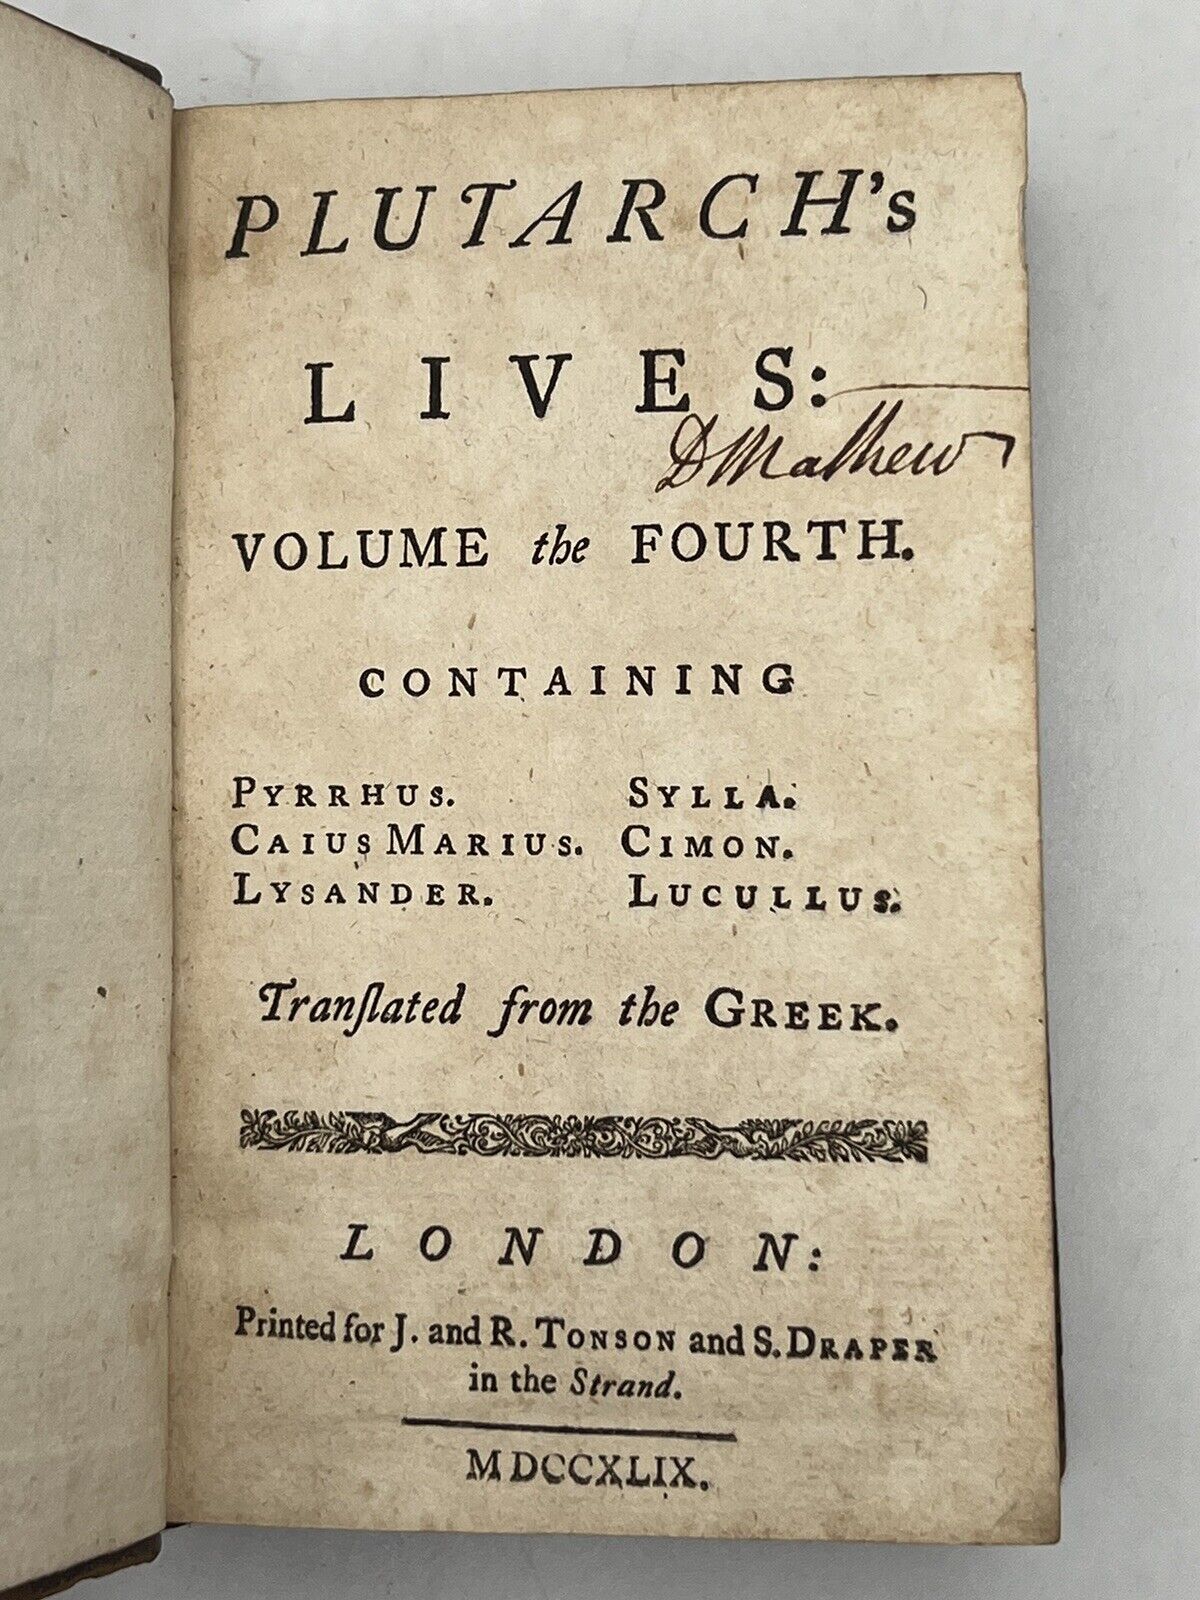 PLUTARCH's
LIVES:
D Mathew
VOLUME the FOURTH.
CONTAINING
PYRRHUS. SYLLA.
CAIUS MARIUS. CIMON.
LYSANDER. LUCULLUS.
Tranſlated from the GREEK.
LONDON:
Printed for J. and R. TONSON and S. DRAPER
in the Strand.
MDCCXLIX.